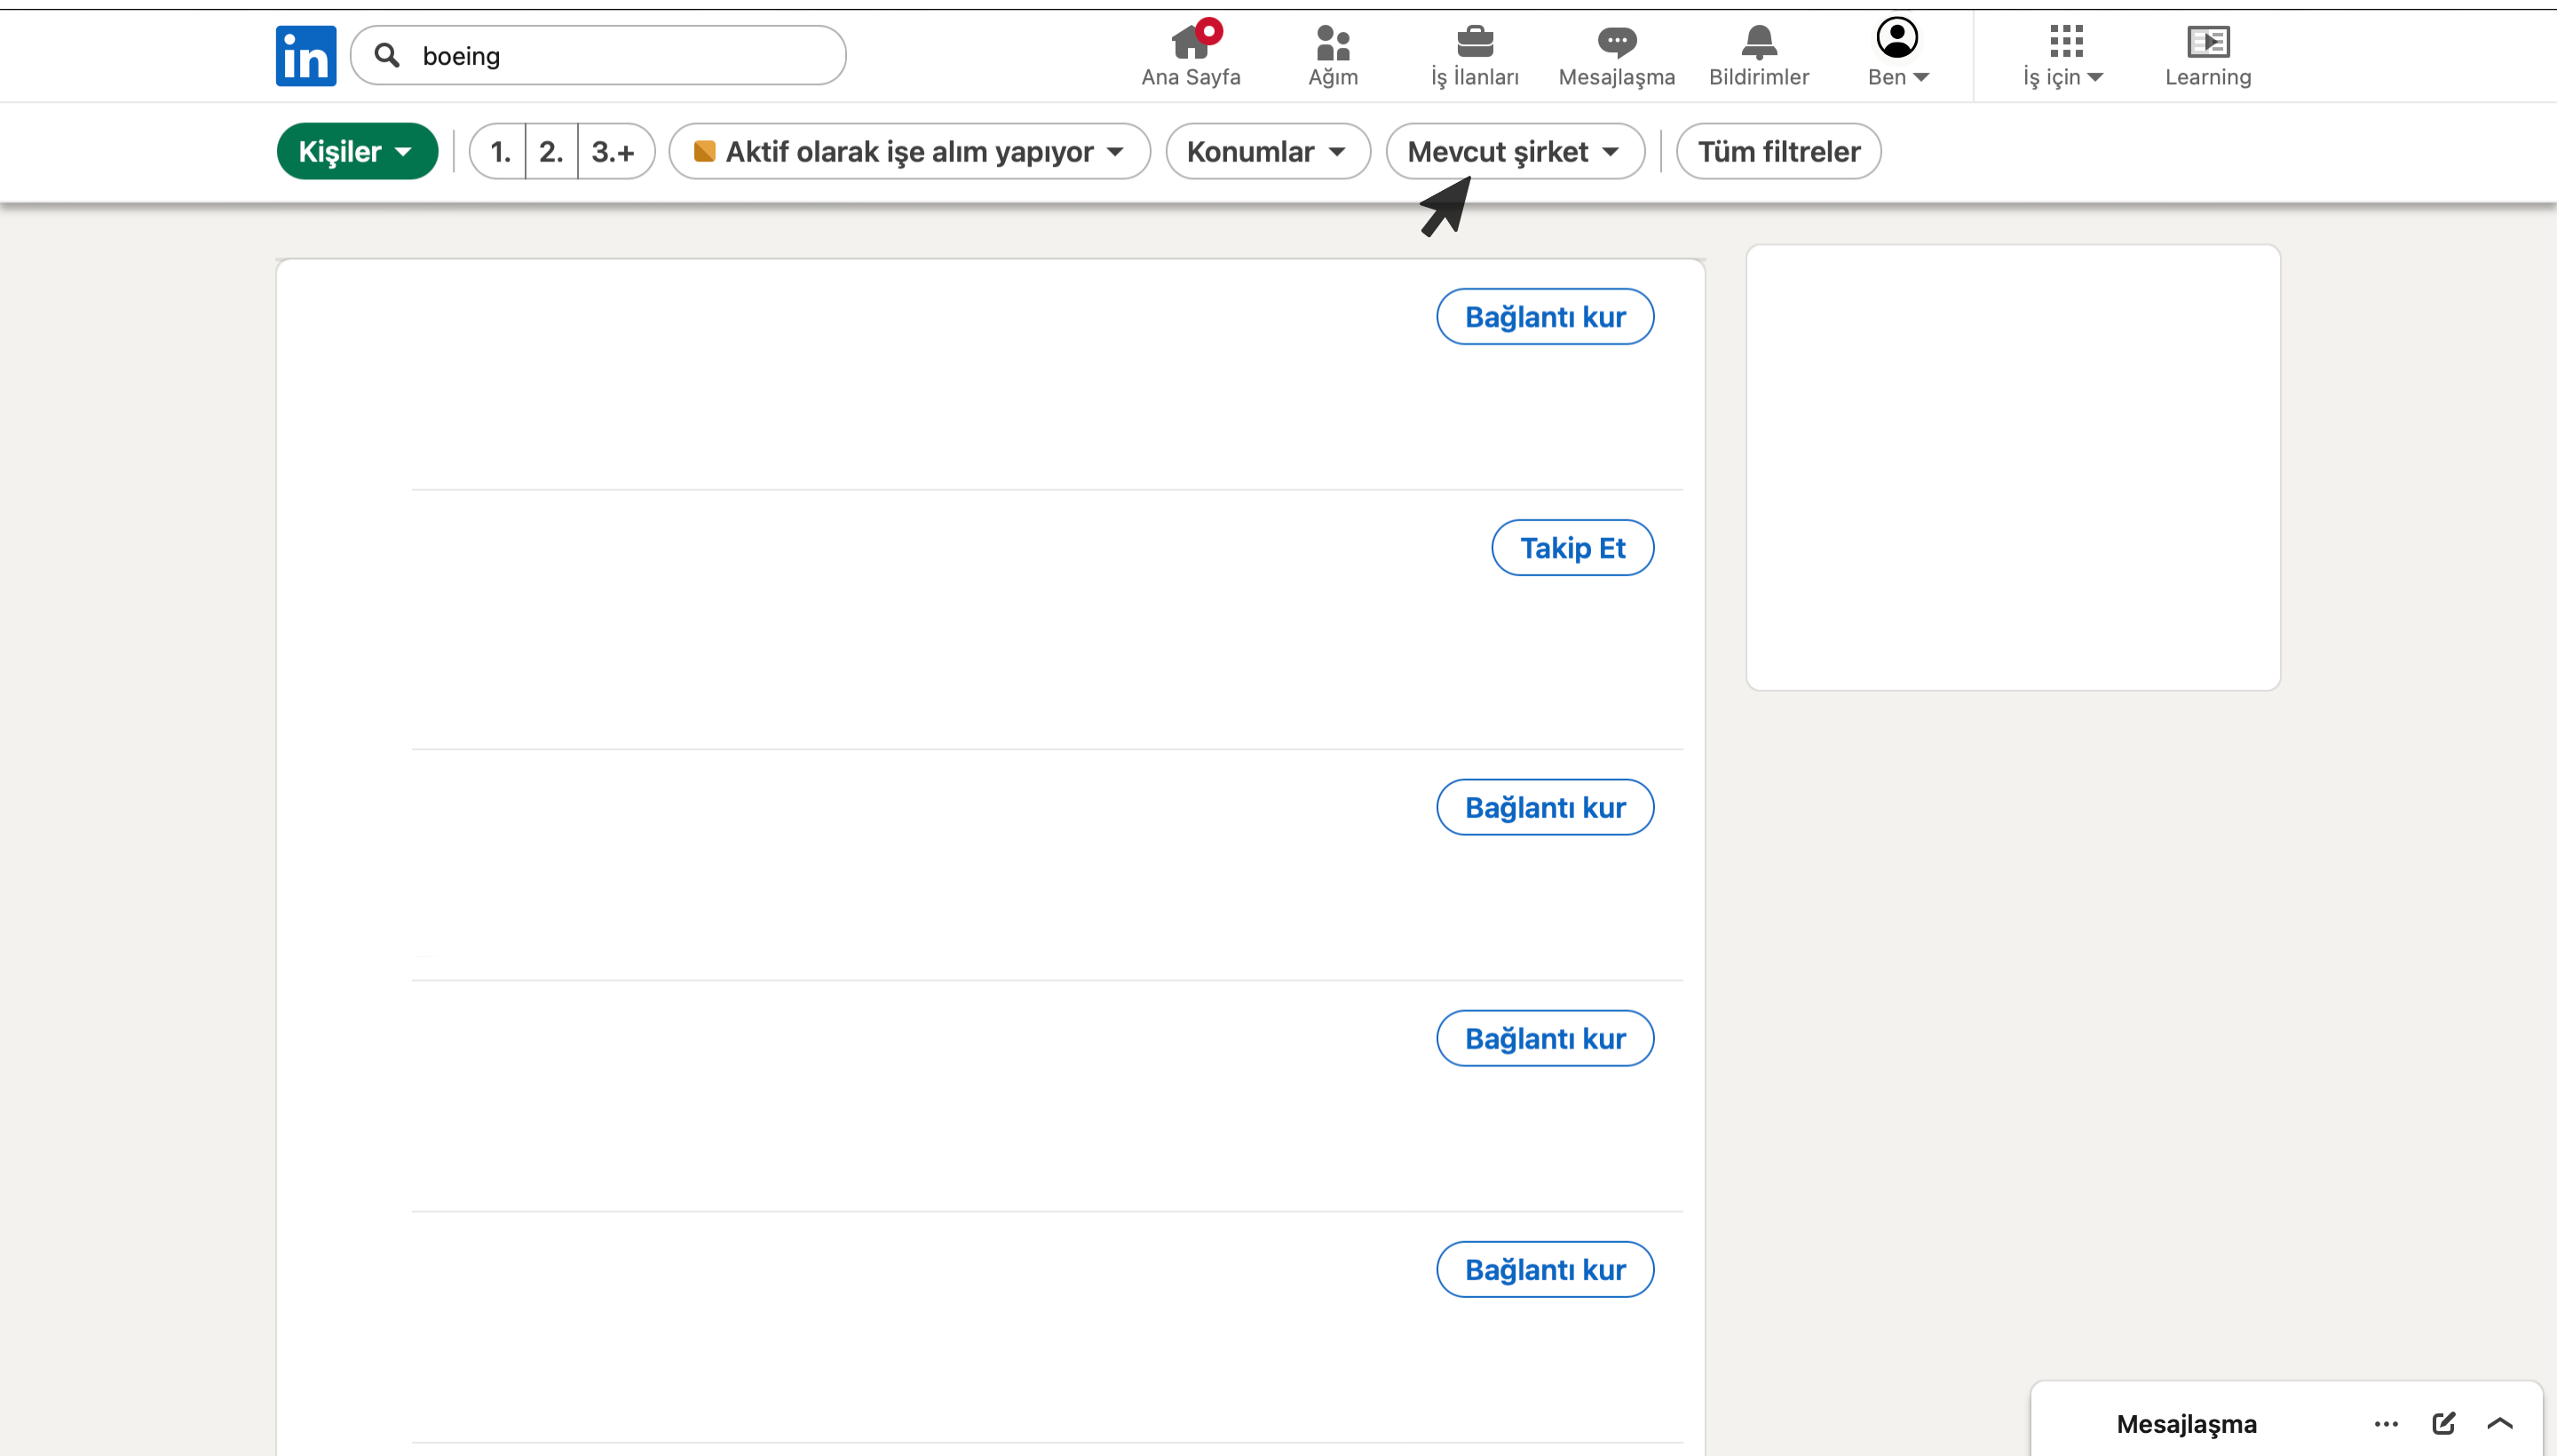 in
boeing
Ana Sayfa
Ağım
İş İlanları
Mesajlaşma
Bildirimler
Ben
İş için
Learning
Kişiler
1. 2. 3.+
Aktif olarak işe alım yapıyor
Konumlar
Mevcut şirket
Tüm filtreler
Bağlantı kur
Takip Et
Bağlantı kur
Bağlantı kur
Bağlantı kur
Mesajlaşma